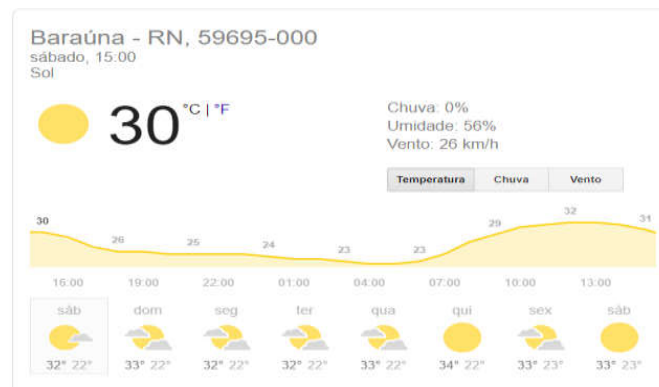 Baraúna - RN, 59695-000
sábado, 15:00
Sol
30 °C | °F
Chuva: 0%
Umidade: 56%
Vento: 26 km/h
Temperatura Chuva Vento
30 26 25 24 23 23 29 32 31
16:00 19:00 22:00 01:00 04:00 07:00 10:00 13:00
sáb dom seg ter qua qui sex sáb
32° 22° 33° 22° 32° 22° 32° 22° 33° 22° 34° 22° 33° 23° 33° 23°